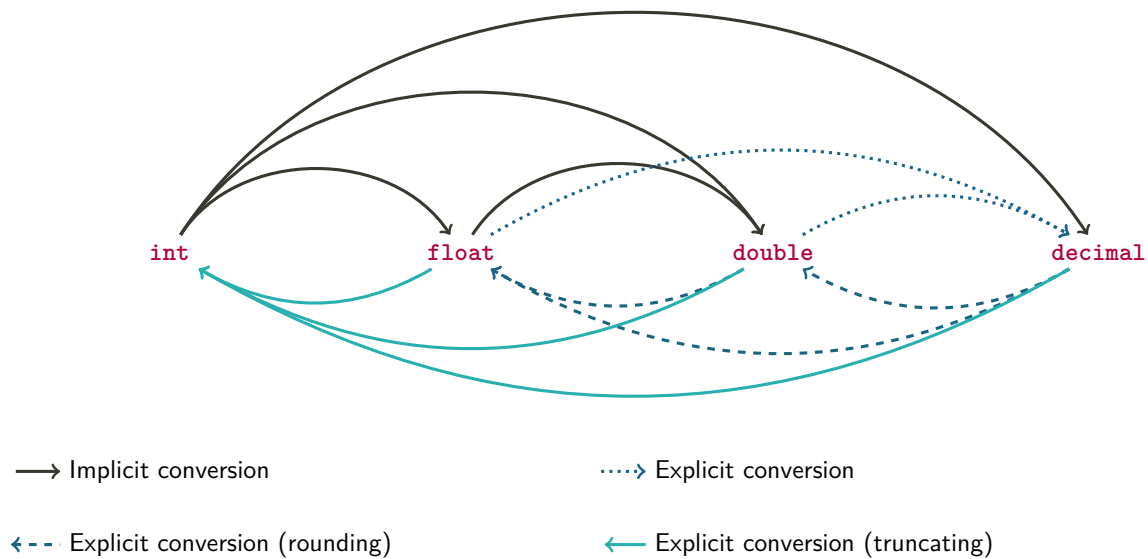 int float double decimal
Implicit conversion Explicit conversion
Explicit conversion (rounding) Explicit conversion (truncating)